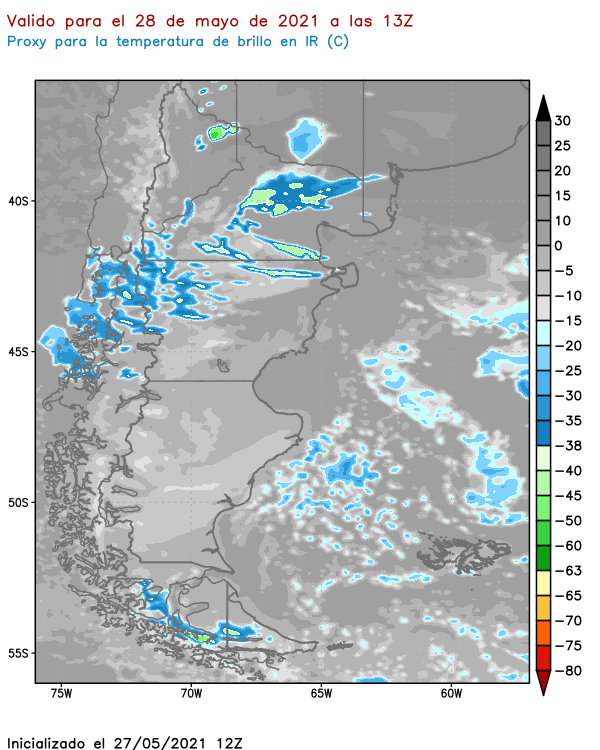 Valido para el 28 de mayo de 2021 a las 13Z
Proxy para la temperatura de brillo en IR (C)
30
25
20
15
10
0
−5
−10
−15
−20
−25
−30
−35
−38
−40
−45
−50
−60
−63
−65
−70
−75
−80
40S
45S
50S
55S
75W
70W
65W
60W
Inicializado el 27/05/2021 12Z